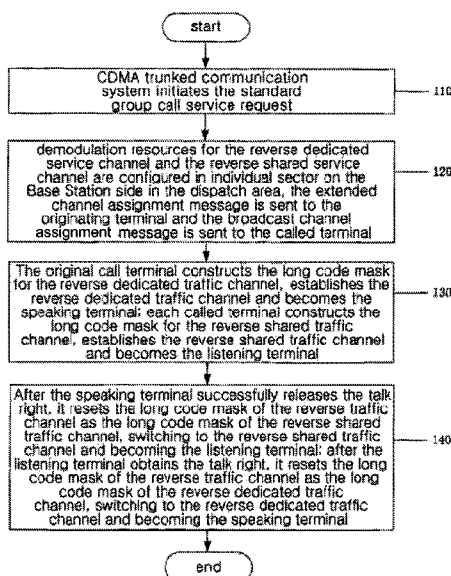 start
CDMA trunked communication
system initiates the standard
group call service request
110
demodulation resources for the reverse dedicated
service channel and the reverse shared service
channel are configured in individual sector on the
Base Station side in the dispatch area, the extended
channel assignment message is sent to the
originating terminal and the broadcast channel
assignment message is sent to the called terminal
120
The original call terminal constructs the long code mask
for the reverse dedicated traffic channel, establishes the
reverse dedicated traffic channel and becomes the
speaking terminal; each called terminal constructs
the long code mask for the reverse shared traffic
channel, establishes the reverse shared traffic channel
and becomes the listening terminal
130
After the speaking terminal successfully releases the talk
right, it resets the long code mask of the reverse traffic
channel as the long code mask of the reverse shared
traffic channel, switching to the reverse shared traffic
channel and becoming the listening terminal; after the
listening terminal obtains the talk right, it resets the long
code mask of the reverse traffic channel as the long
code mask of the reverse dedicated traffic
channel, switching to the reverse dedicated traffic
channel and becoming the speaking terminal
140
end